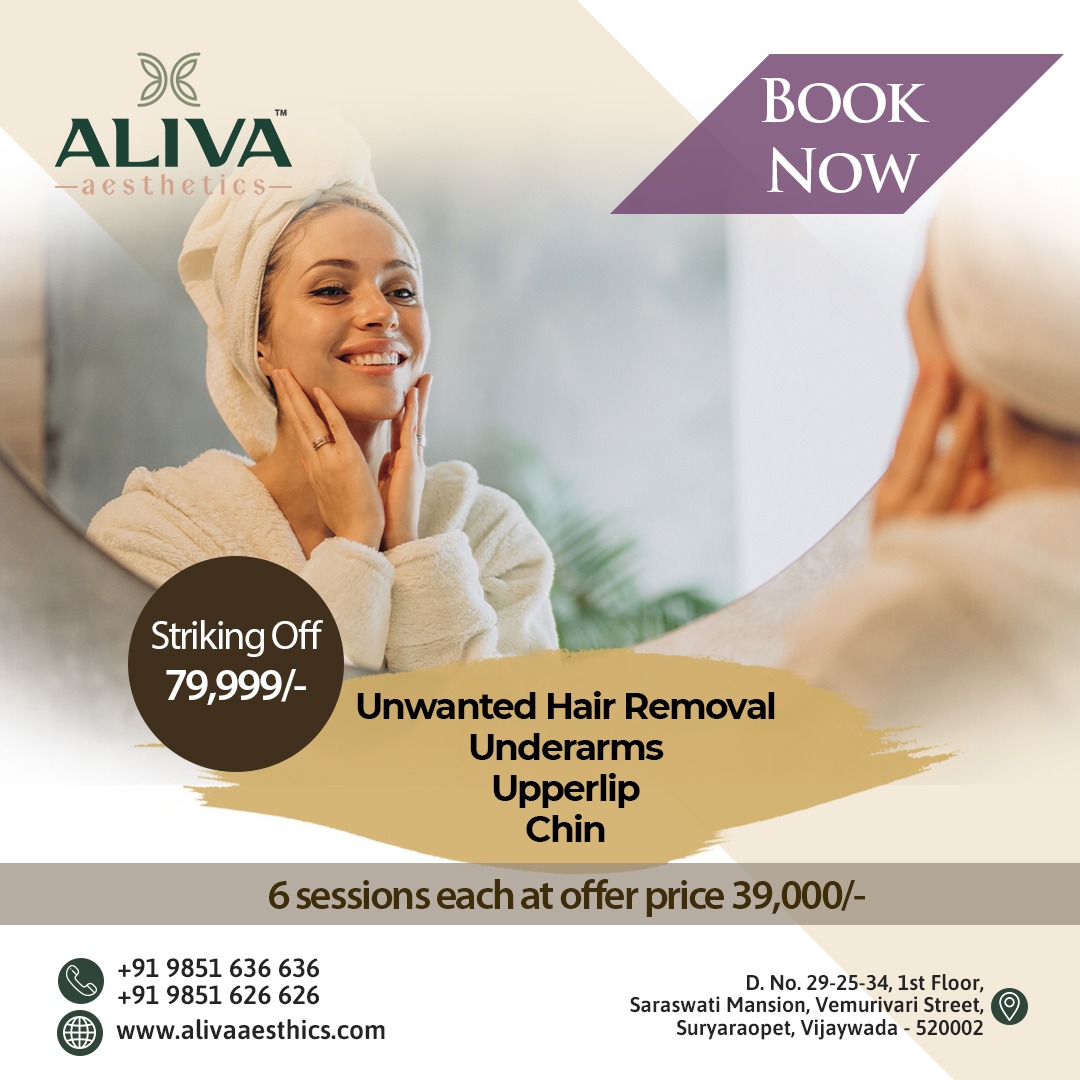 ALIVA™
aesthetics
Book
Now
Striking Off
79,999/-
Unwanted Hair Removal
Underarms
Upperlip
Chin
6 sessions each at offer price 39,000/-
+91 9851 636 636
+91 9851 626 626
www.alivaaesthics.com
D. No. 29-25-34, 1st Floor,
Saraswati Mansion, Vemurivari Street,
Suryaraopet, Vijaywada - 520002